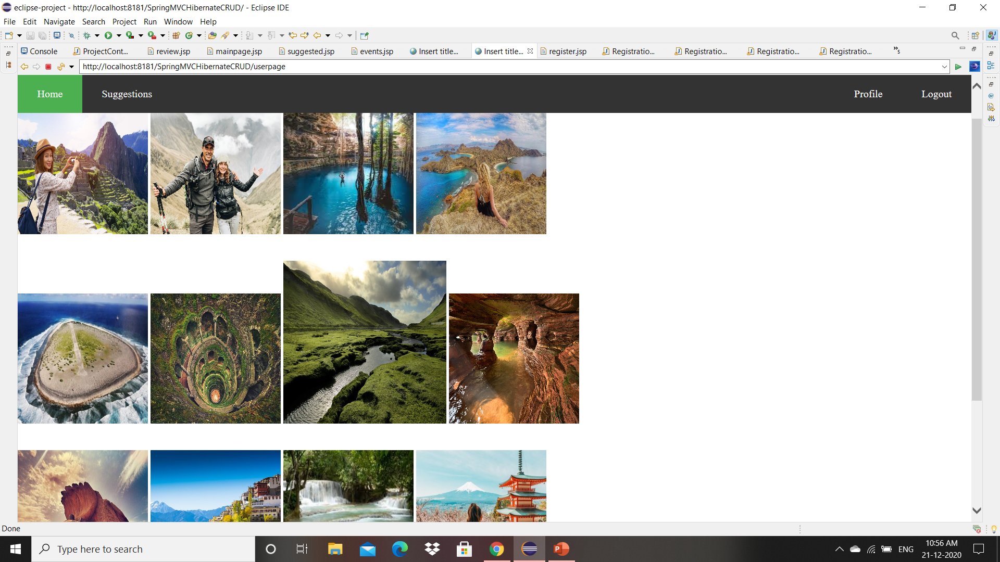 eclipse-project - http://localhost:8181/SpringMVCHibernateCRUD/ - Eclipse IDE
File Edit Navigate Search Project Run Window Help
Console ProjectCont... review.jsp mainpage.jsp suggested.jsp events.jsp Insert title... Insert title... register.jsp Registratio... Registratio... Registratio... Registratio... »5
http://localhost:8181/SpringMVCHibernateCRUD/userpage
Home Suggestions Profile Logout
Done
Type here to search
ENG
10:56 AM
21-12-2020